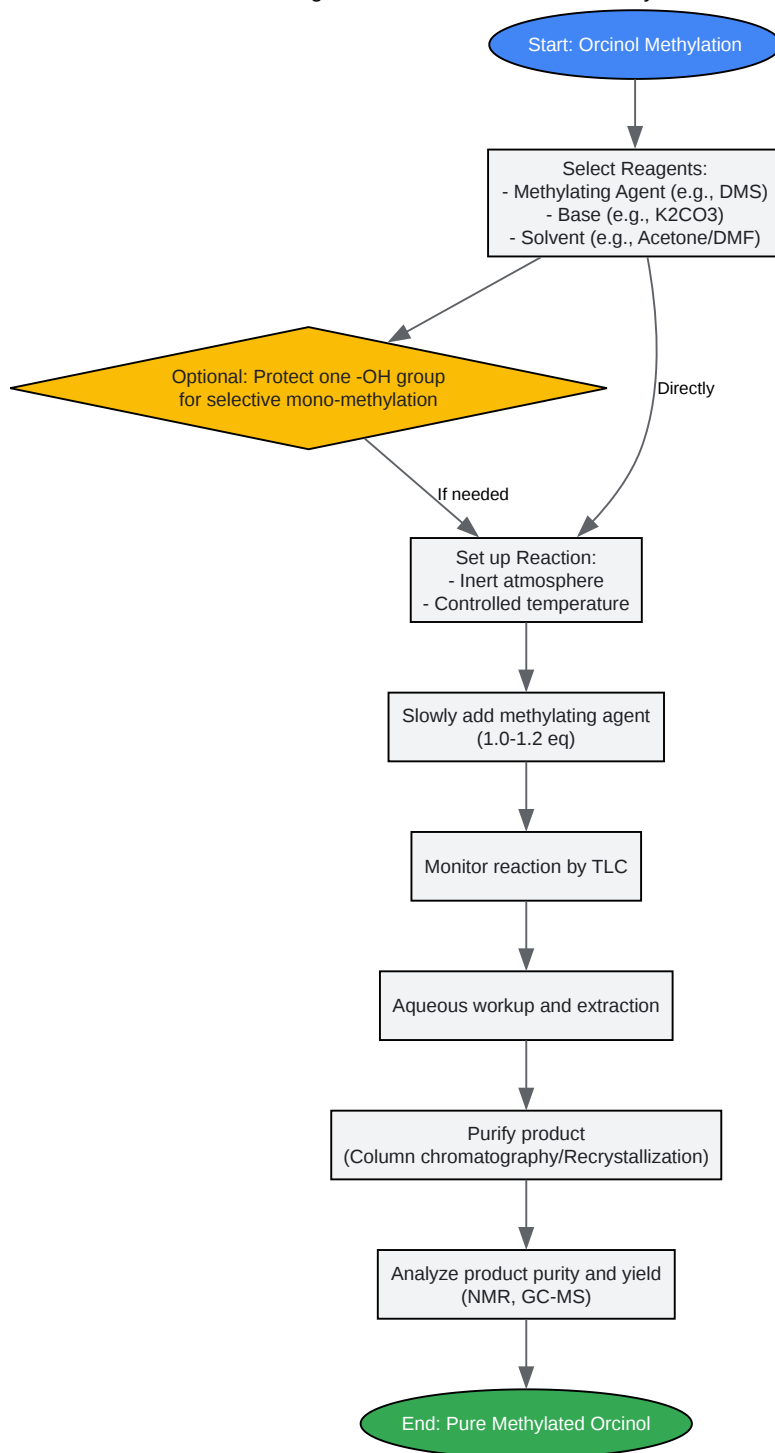 Start: Orcinol Methylation
Select Reagents:
- Methylating Agent (e.g., DMS)
- Base (e.g., K2CO3)
- Solvent (e.g., Acetone/DMF)
Optional: Protect one -OH group
for selective mono-methylation
Directly
If needed
Set up Reaction:
- Inert atmosphere
- Controlled temperature
Slowly add methylating agent
(1.0-1.2 eq)
Monitor reaction by TLC
Aqueous workup and extraction
Purify product
(Column chromatography/Recrystallization)
Analyze product purity and yield
(NMR, GC-MS)
End: Pure Methylated Orcinol